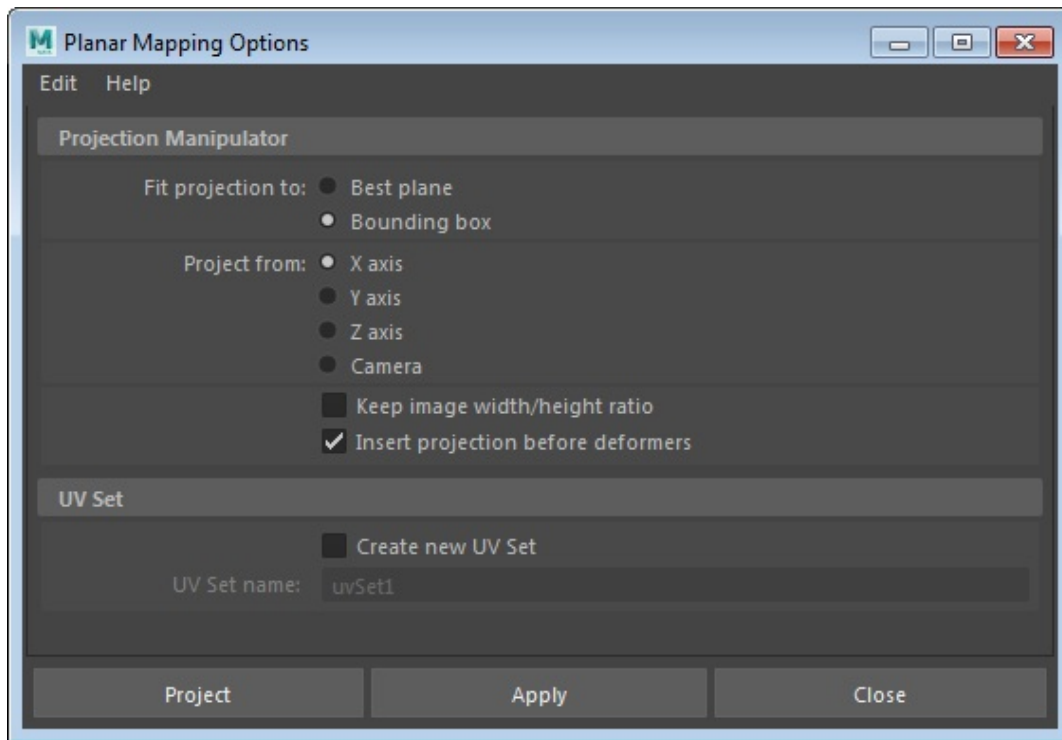 Planar Mapping Options
Edit Help
Projection Manipulator
Fit projection to: Best plane
Bounding box
Project from: X axis
Y axis
Z axis
Camera
Keep image width/height ratio
Insert projection before deformers
UV Set
Create new UV Set
UV Set name: uvSet1
Project Apply Close